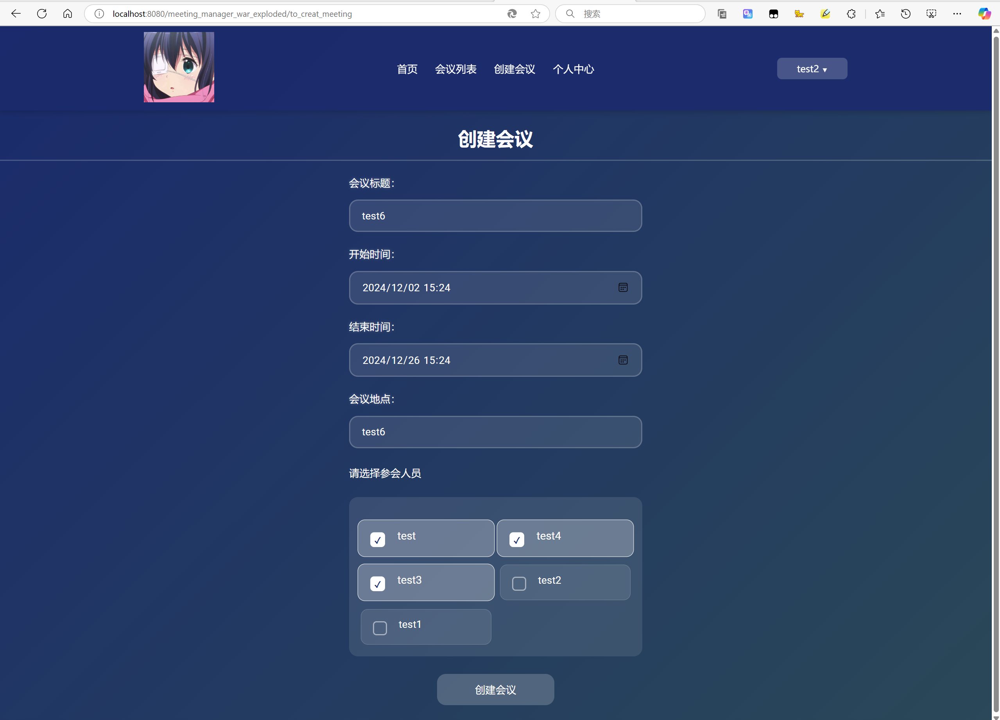 localhost:8080/meeting_manager_war_exploded/to_creat_meeting
搜索
首页 会议列表 创建会议 个人中心 test2 ▼
创建会议
会议标题：
test6
开始时间：
2024/12/02 15:24
结束时间：
2024/12/26 15:24
会议地点：
test6
请选择参会人员
test test4
test3 test2
test1
创建会议